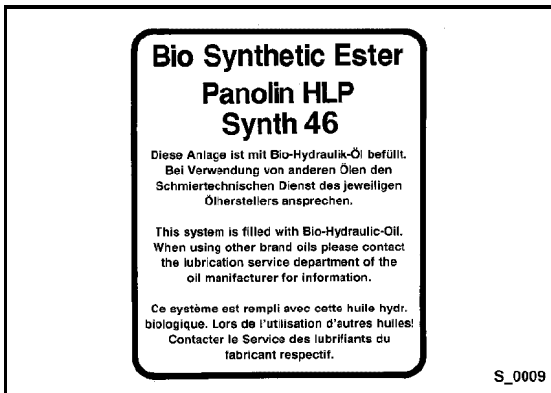 Bio Synthetic Ester
Panolin HLP
Synth 46
Diese Anlage ist mit Bio-Hydraulik-Öl befüllt.
Bei Verwendung von anderen Ölen den
Schmiertechnischen Dienst des jeweiligen
Ölherstellers ansprechen.
This system is filled with Bio-Hydraulic-Oil.
When using other brand oils please contact
the lubrication service department of the
oil manifacturer for information.
Ce système est rempli avec cette huile hydr.
biologique. Lors de l'utilisation d'autres huiles!
Contacter le Service des lubrifiants du
fabricant respectif.
S_0009